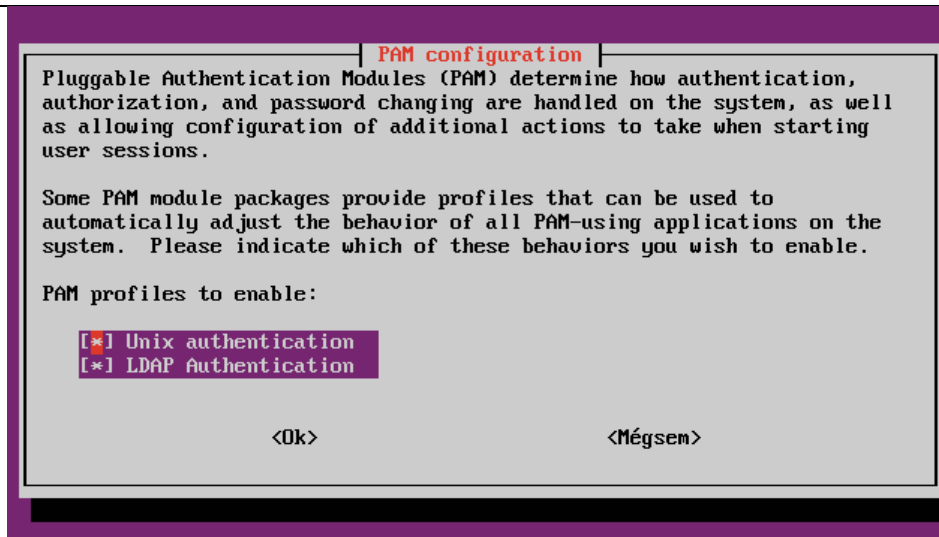 PAM configuration
Pluggable Authentication Modules (PAM) determine how authentication,
authorization, and password changing are handled on the system, as well
as allowing configuration of additional actions to take when starting
user sessions.
Some PAM module packages provide profiles that can be used to
automatically adjust the behavior of all PAM-using applications on the
system.  Please indicate which of these behaviors you wish to enable.
PAM profiles to enable:
[*] Unix authentication
[*] LDAP Authentication
<Ok> <Mégsem>